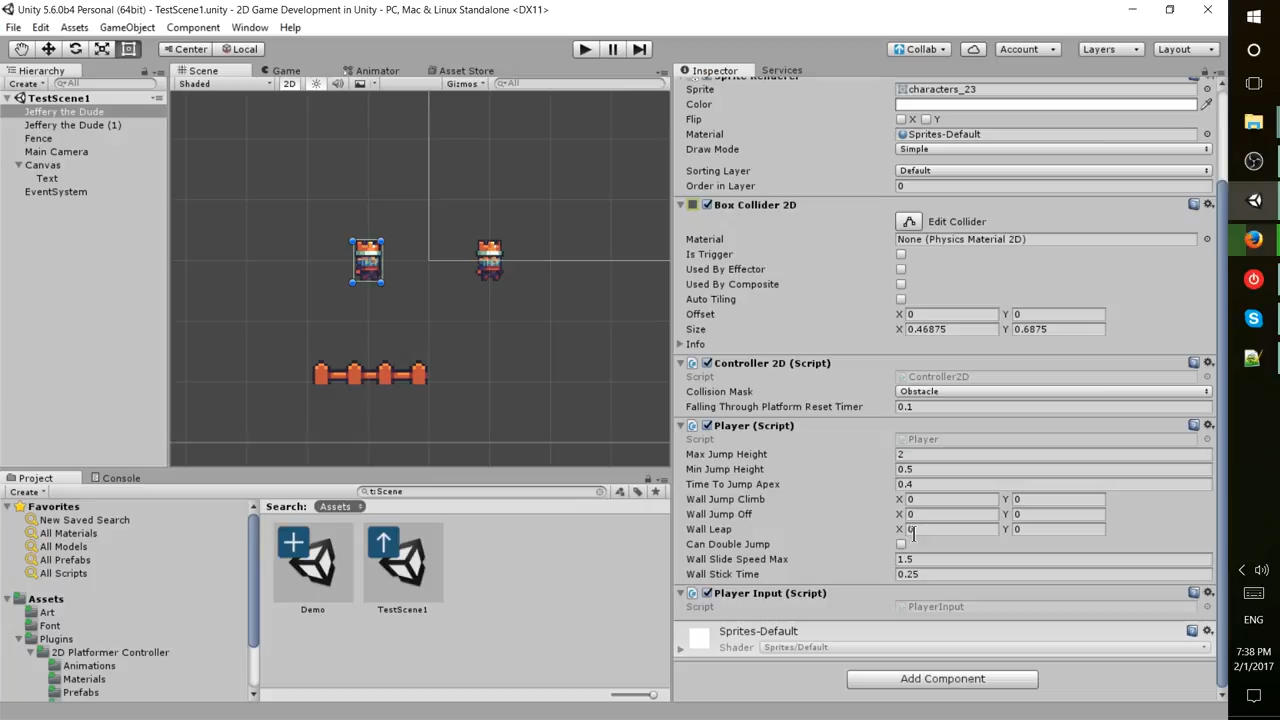 Unity 5.6.0b4 Personal (64bit) - TestScene1.unity - 2D Game Development in Unity - PC, Mac & Linux Standalone <DX11>
File Edit Assets GameObject Component Window Help
Center Local Collab Account Layers Layout
Hierarchy
Create All
TestScene1
Jeffery the Dude
Jeffery the Dude (1)
Fence
Main Camera
Canvas
Text
EventSystem
Scene Game Animator Asset Store
Shaded 2D Gizmos All
Inspector Services
Sprite Renderer
Sprite characters_23
Color
Flip X Y
Material Sprites-Default
Draw Mode Simple
Sorting Layer Default
Order in Layer 0
Box Collider 2D
Edit Collider
Material None (Physics Material 2D)
Is Trigger
Used By Effector
Used By Composite
Auto Tiling
Offset X 0 Y 0
Size X 0.46875 Y 0.6875
Info
Controller 2D (Script)
Script Controller2D
Collision Mask Obstacle
Falling Through Platform Reset Timer 0.1
Player (Script)
Script Player
Max Jump Height 2
Min Jump Height 0.5
Time To Jump Apex 0.4
Wall Jump Climb X 0 Y 0
Wall Jump Off X 0 Y 0
Wall Leap X 0 Y 0
Can Double Jump
Wall Slide Speed Max 1.5
Wall Stick Time 0.25
Player Input (Script)
Script PlayerInput
Sprites-Default
Shader Sprites/Default
Add Component
Project Console
Create t:Scene
Favorites
New Saved Search
All Materials
All Models
All Prefabs
All Scripts
Assets
Art
Font
Plugins
2D Platformer Controller
Animations
Materials
Prefabs
Search: Assets
Demo TestScene1
ENG
7:38 PM
2/1/2017